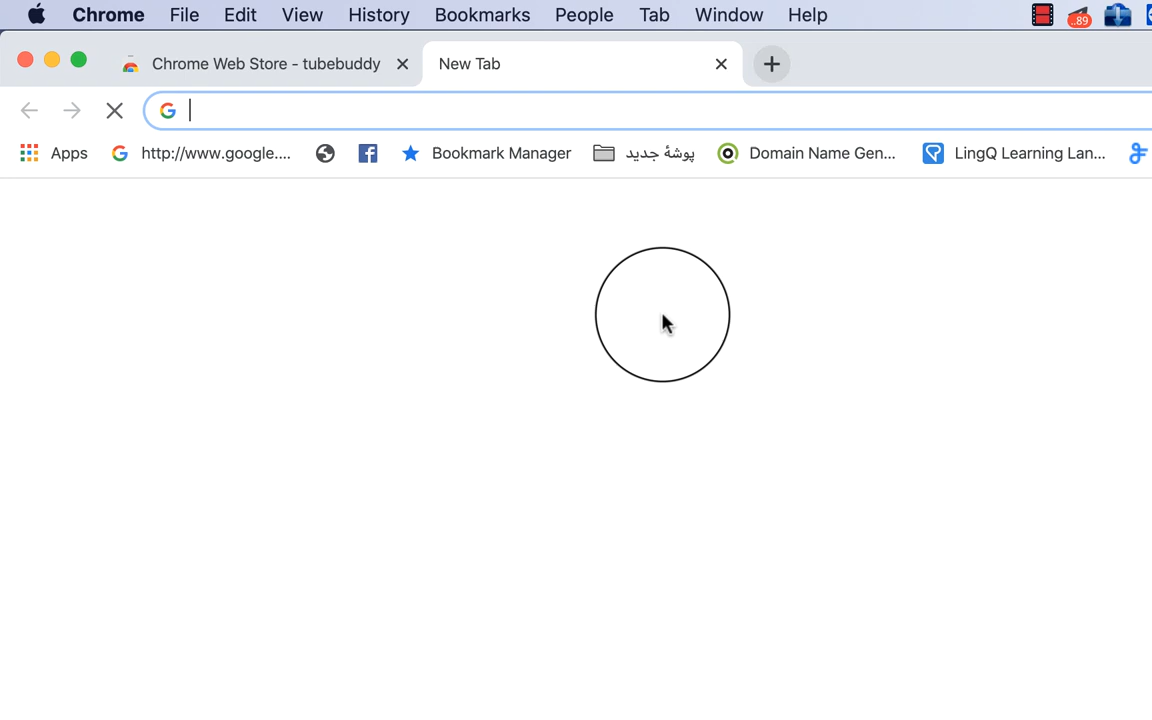 Chrome File Edit View History Bookmarks People Tab Window Help ..89
Chrome Web Store - tubebuddy New Tab
Apps http://www.google.... Bookmark Manager پوشهٔ جدید Domain Name Gen... LingQ Learning Lan...